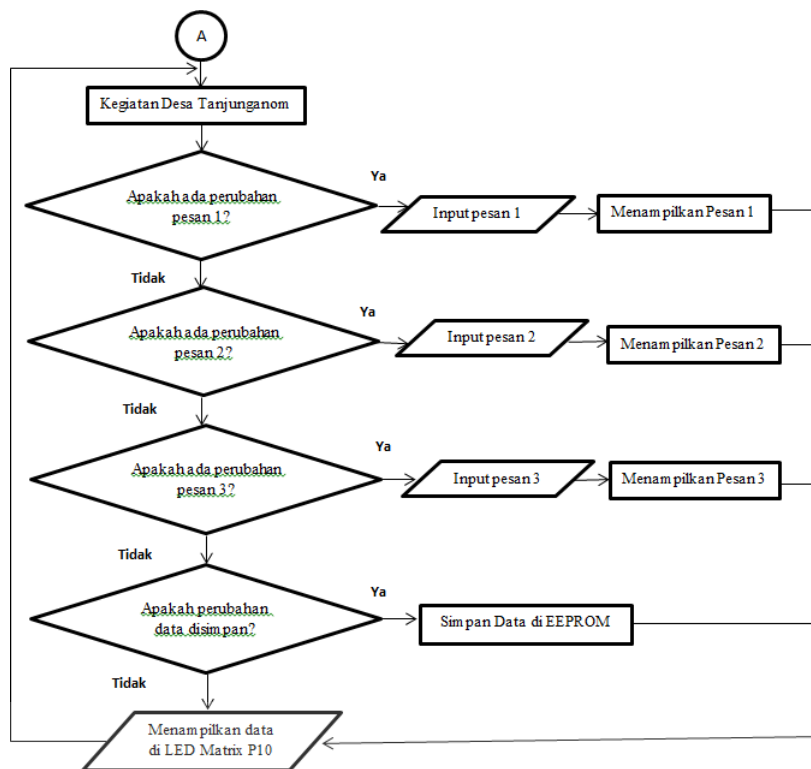 A
Kegiatan Desa Tanjunganom
Apakah ada perubahan
pesan 1?
Ya
Input pesan 1
Menampilkan Pesan 1
Tidak
Apakah ada perubahan
pesan 2?
Ya
Input pesan 2
Menampilkan Pesan 2
Tidak
Apakah ada perubahan
pesan 3?
Ya
Input pesan 3
Menampilkan Pesan 3
Tidak
Apakah perubahan
data disimpan?
Ya
Simpan Data di EEPROM
Tidak
Menampilkan data
di LED Matrix P10